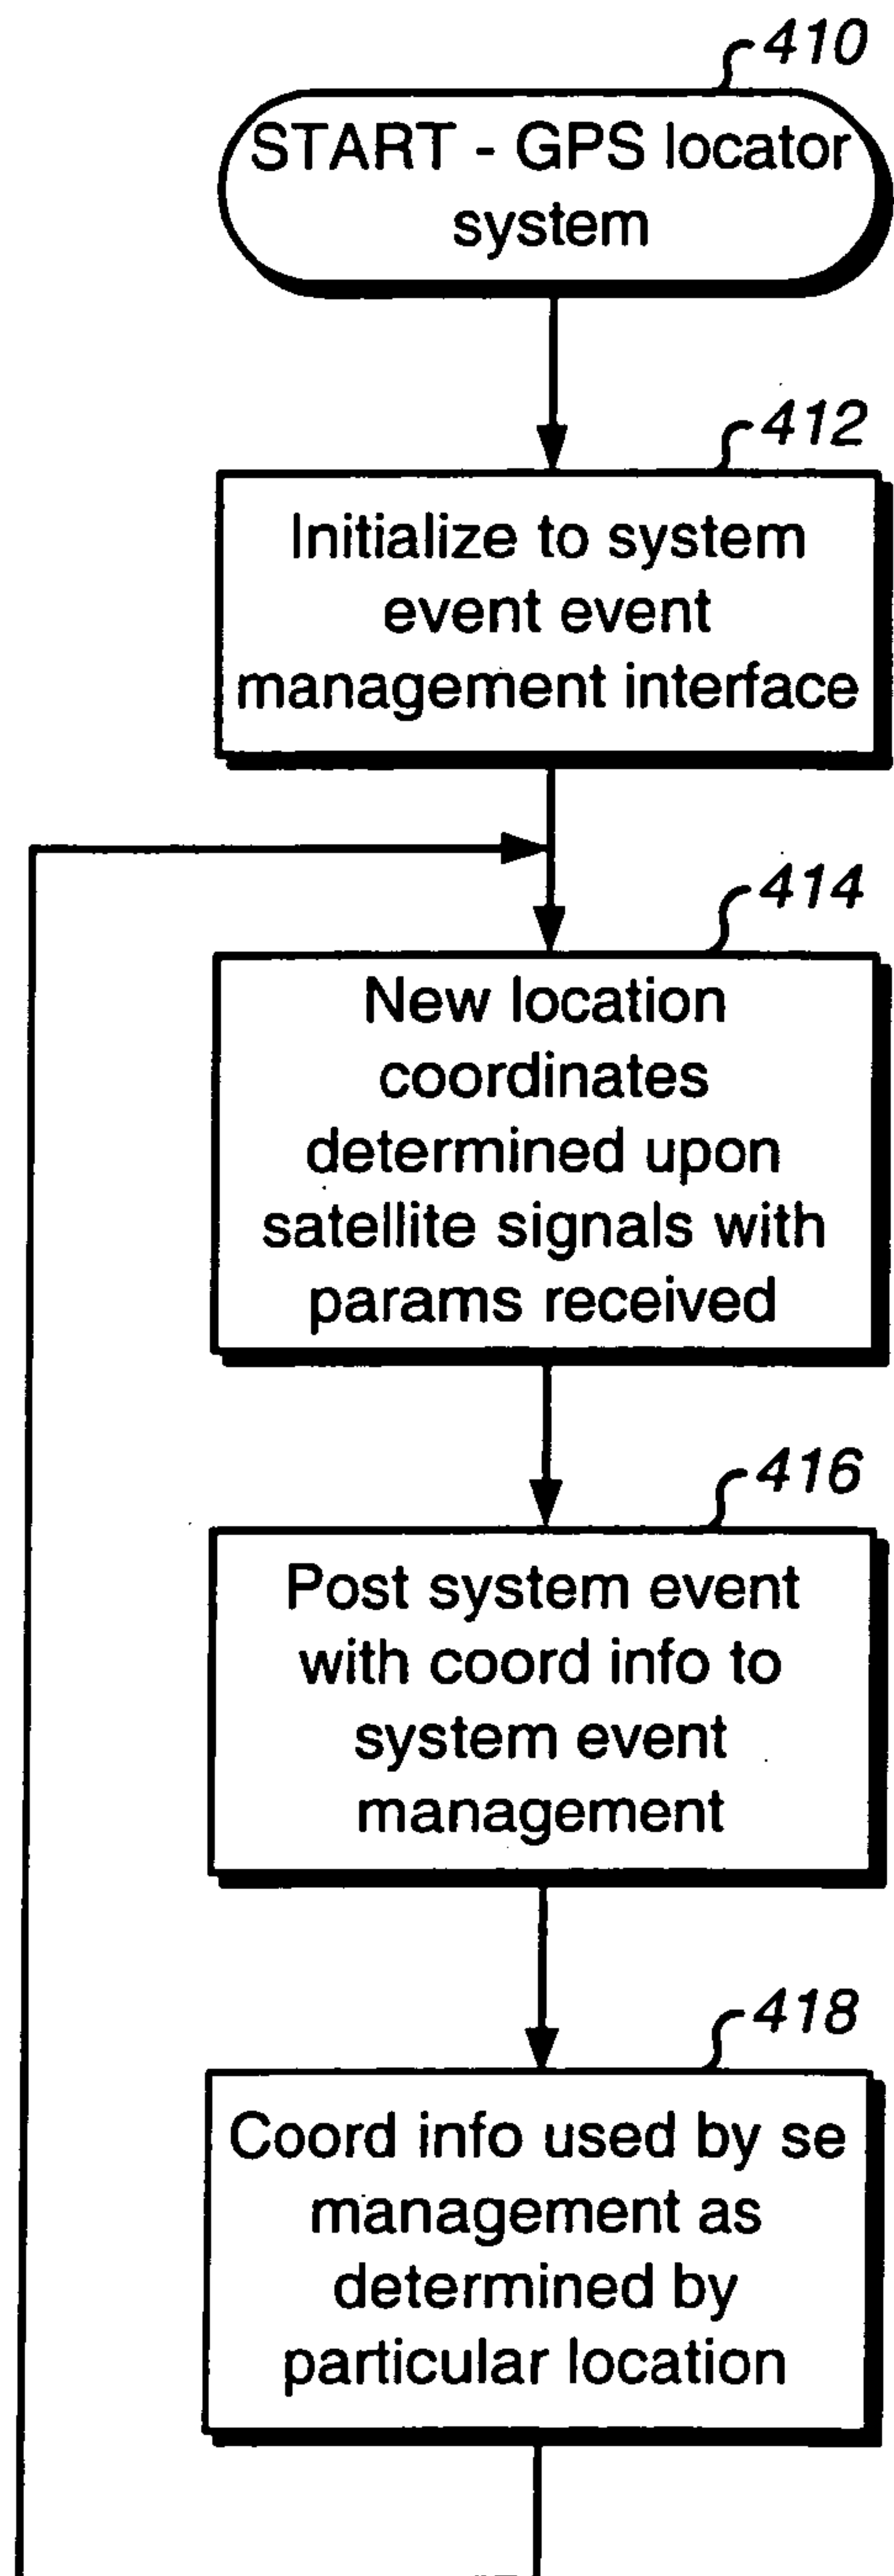 410
START - GPS locator
system
412
Initialize to system
event event
management interface
414
New location
coordinates
determined upon
satellite signals with
params received
416
Post system event
with coord info to
system event
management
418
Coord info used by se
management as
determined by
particular location